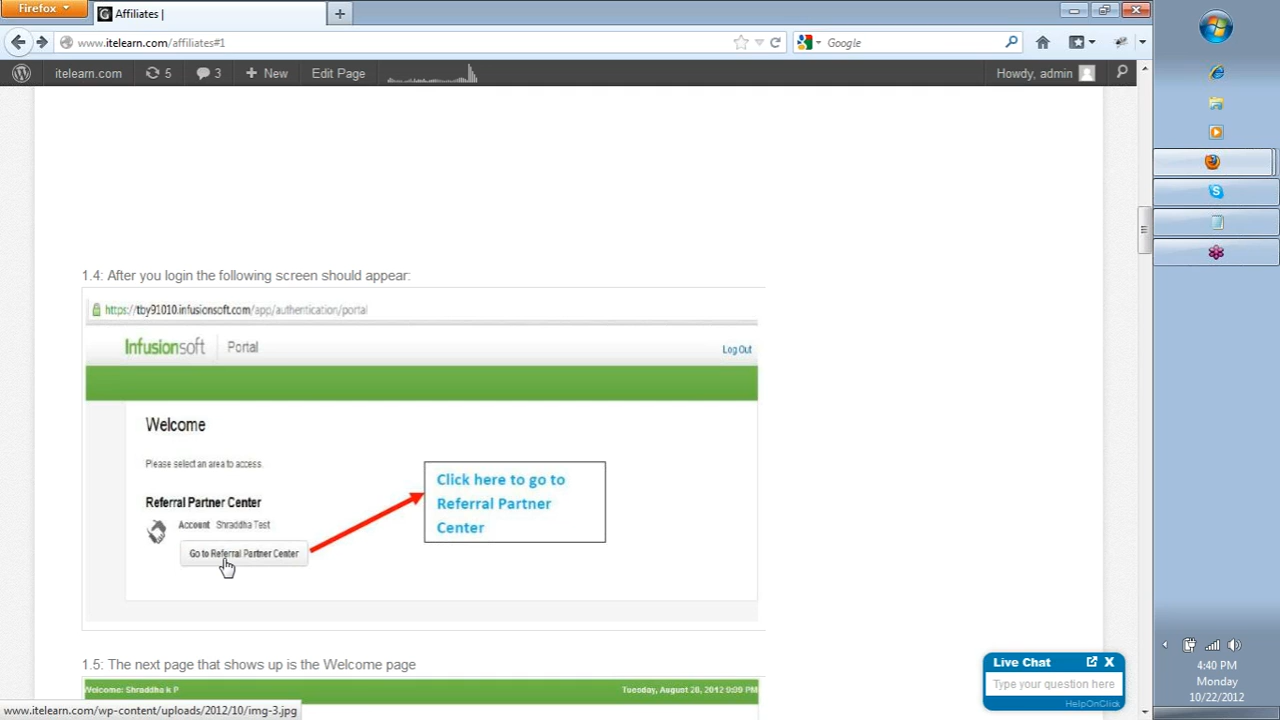 Firefox
Affiliates |
www.itelearn.com/affiliates#1
Google
itelearn.com
5
3
+ New
Edit Page
Howdy, admin
1.4: After you login the following screen should appear:
https://tby91010.infusionsoft.com/app/authentication/portal
Infusionsoft
Portal
Log Out
Welcome
Please select an area to access.
Click here to go to
Referral Partner
Center
Referral Partner Center
Account Shraddha Test
Go to Referral Partner Center
1.5: The next page that shows up is the Welcome page
Welcome: Shraddha k P
Tuesday, August 28, 2012 9:09 PM
Live Chat
Type your question here
HelpOnClick
www.itelearn.com/wp-content/uploads/2012/10/img-3.jpg
4:40 PM
Monday
10/22/2012